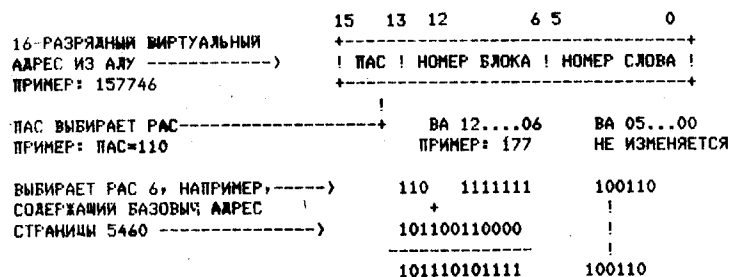 15 13 12 6 5 0
16-РАЗРЯДНЫЙ ВИРТУАЛЬНЫЙ +---------------------------------------+
АДРЕС ИЗ АЛУ ------------> ! ПАС ! НОМЕР БЛОКА ! НОМЕР СЛОВА !
ПРИМЕР: 157746 +---------------------------------------+
!
ПАС ВЫБИРАЕТ РАС--------------------+ ВА 12....06 ВА 05...00
ПРИМЕР: ПАС=110 ПРИМЕР: 177 НЕ ИЗМЕНЯЕТСЯ
ВЫБИРАЕТ РАС 6, НАПРИМЕР,-----> 110 1111111 100110
СОДЕРЖАЩИЙ БАЗОВЫЙ АДРЕС + !
СТРАНИЦЫ 5460 ---------------> 101100110000 !
--------------- !
101110101111 100110